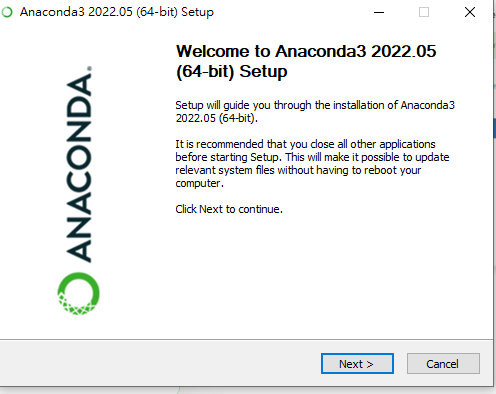 Anaconda3 2022.05 (64-bit) Setup
Welcome to Anaconda3 2022.05
(64-bit) Setup
Setup will guide you through the installation of Anaconda3
2022.05 (64-bit).
It is recommended that you close all other applications
before starting Setup. This will make it possible to update
relevant system files without having to reboot your
computer.
Click Next to continue.
ANACONDA.
Next >
Cancel